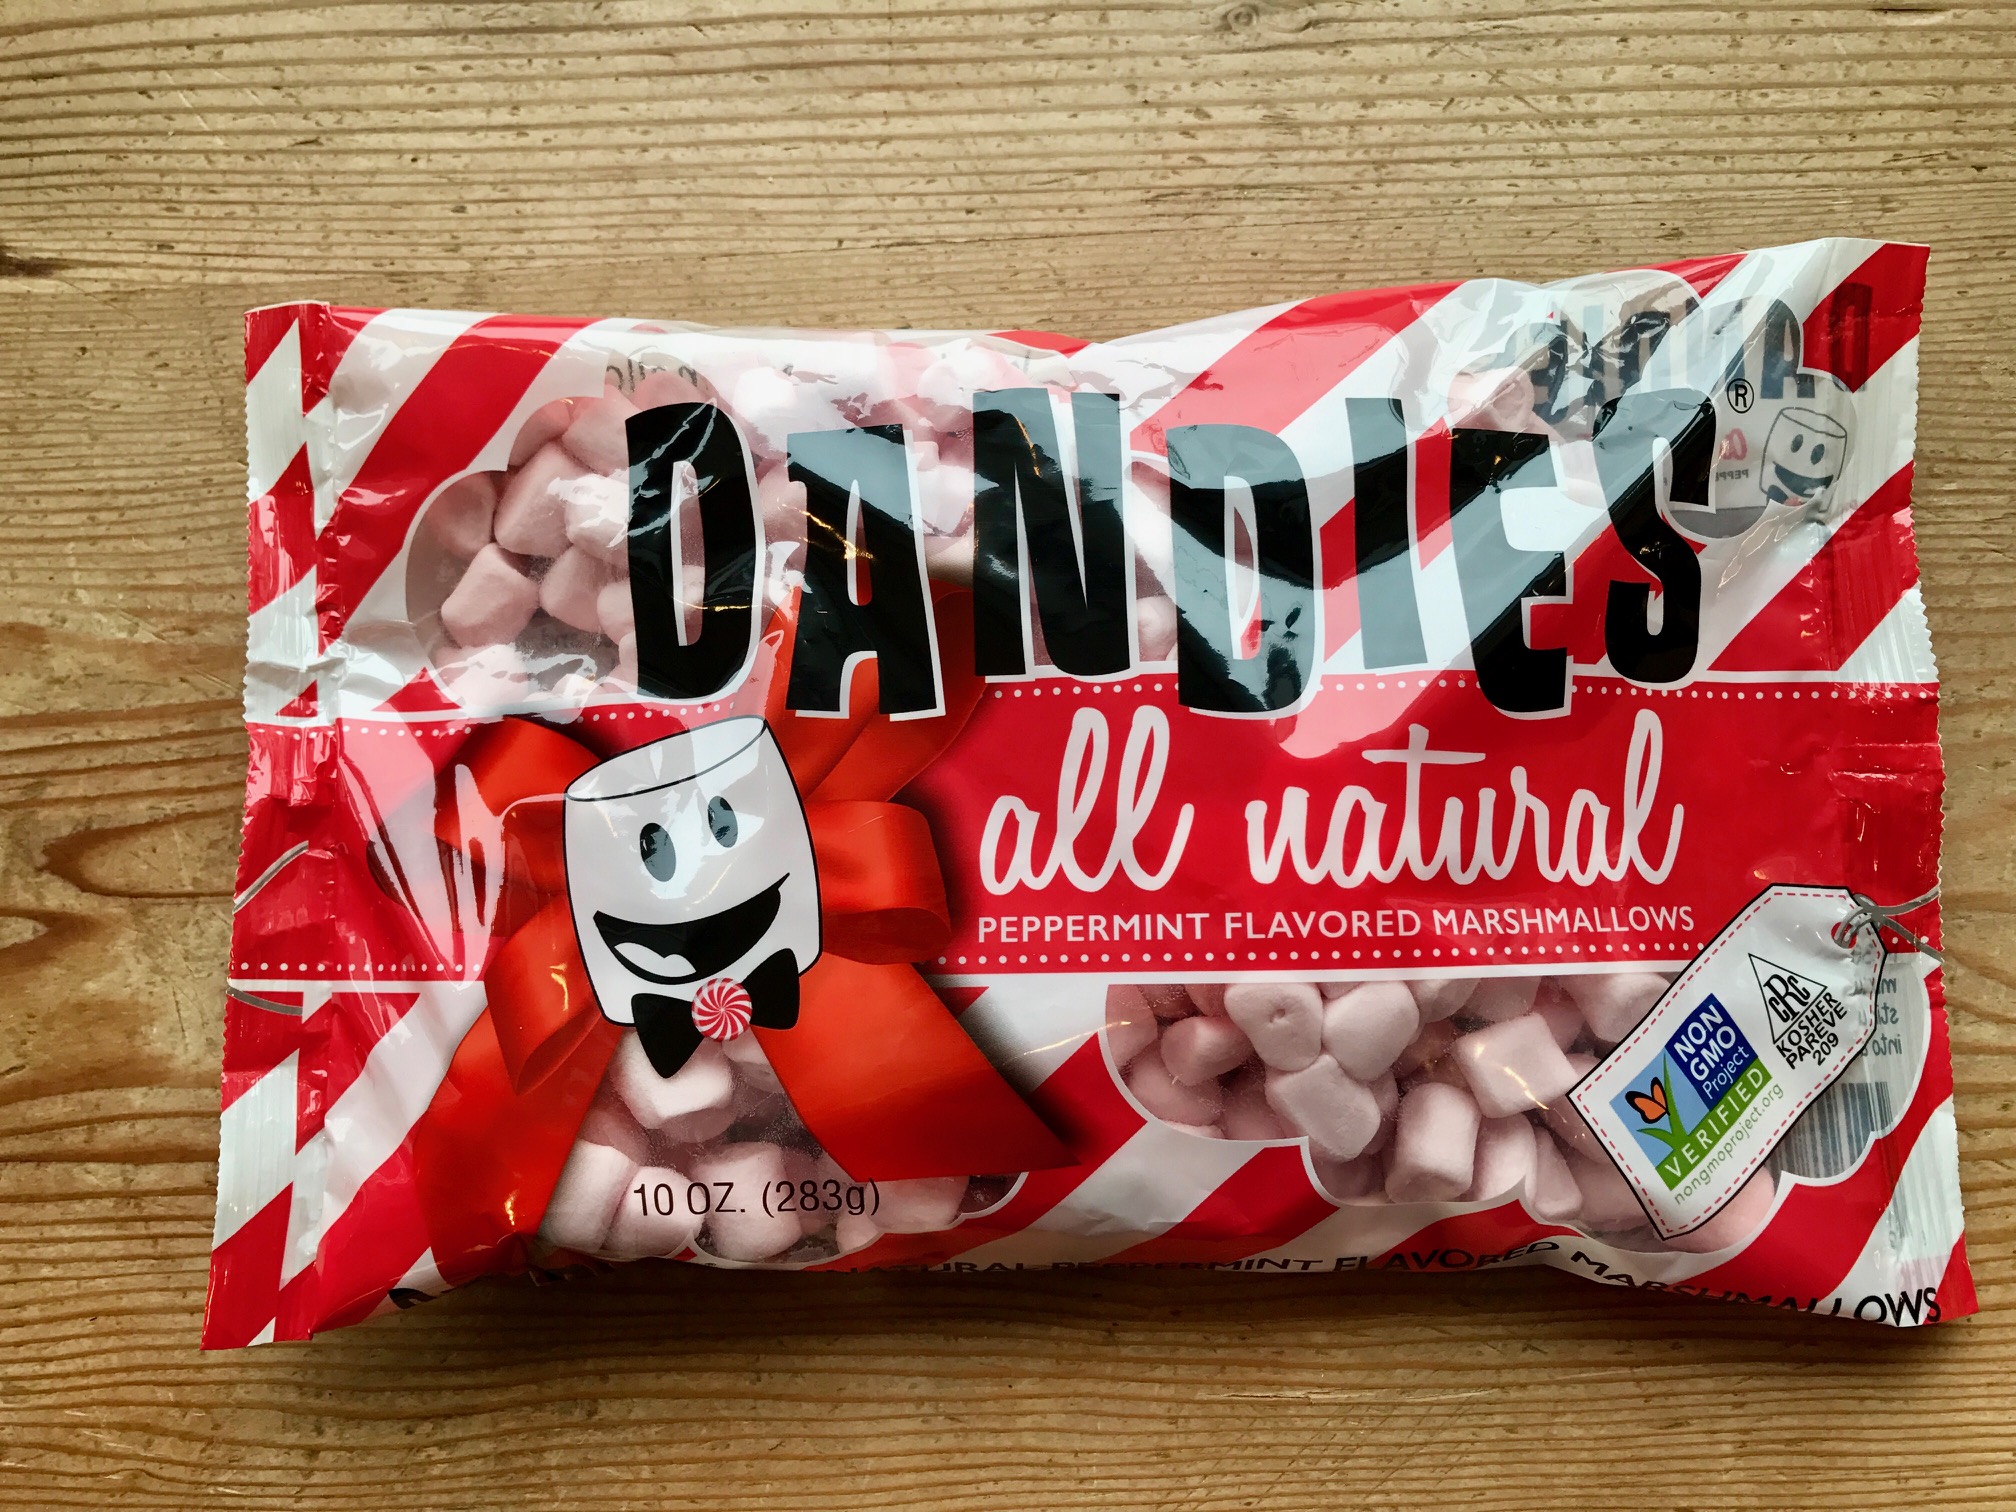 DANDIES®
all natural
PEPPERMINT FLAVORED MARSHMALLOWS
cRc
KOSHER
PAREVE
209
NON
GMO
Project
VERIFIED
nongmoproject.org
10 OZ. (283g)
NATURAL PEPPERMINT FLAVORED MARSHMALLOWS